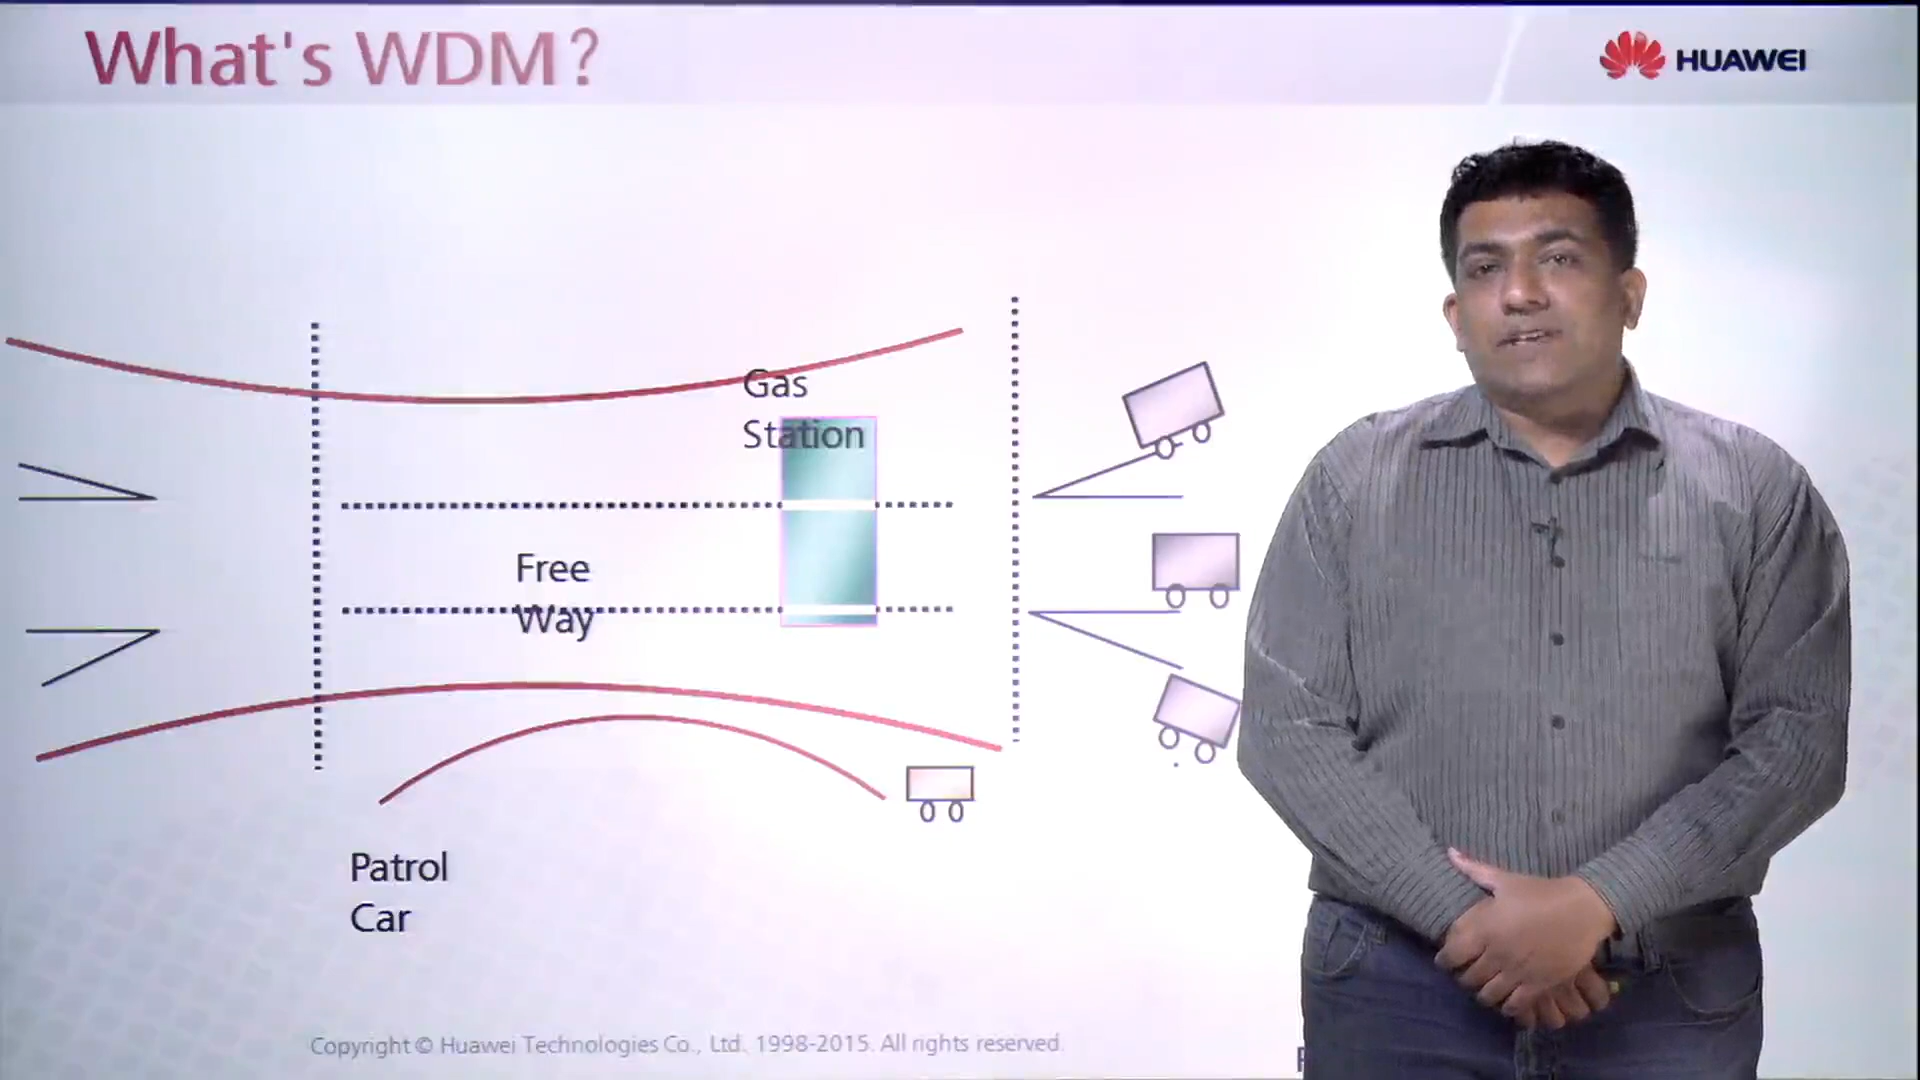 What's WDM?
HUAWEI
Gas
Station
Free
Way
Patrol
Car
Copyright © Huawei Technologies Co., Ltd. 1998-2015. All rights reserved.